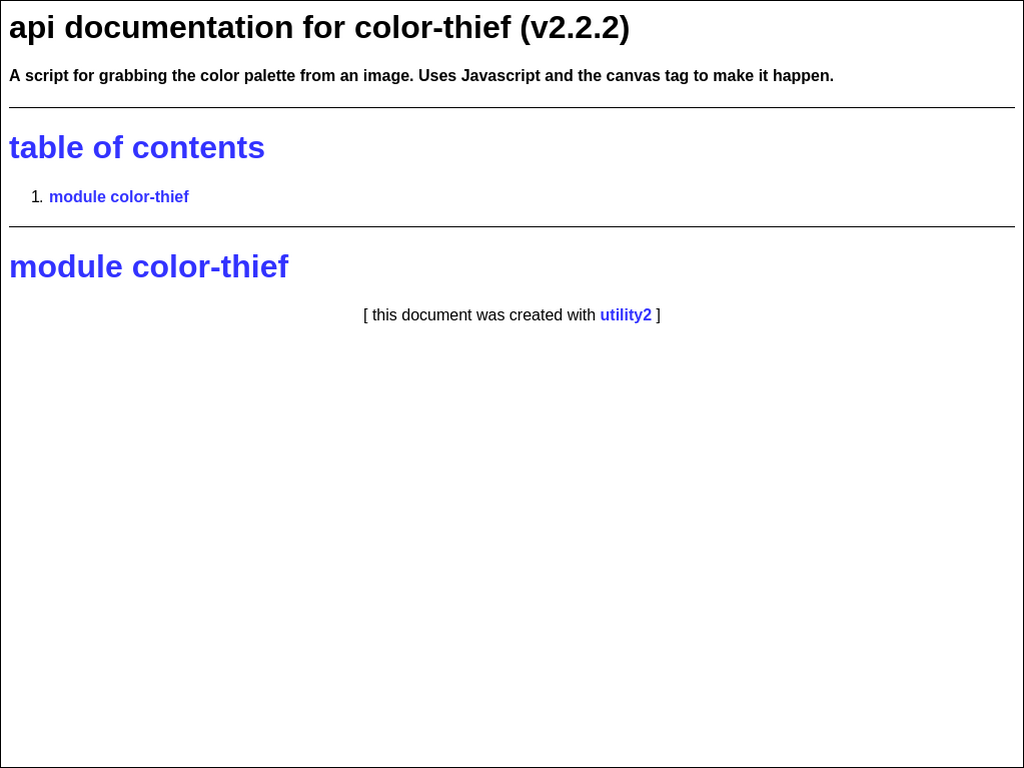 api documentation for color-thief (v2.2.2)
A script for grabbing the color palette from an image. Uses Javascript and the canvas tag to make it happen.
table of contents
1. module color-thief
module color-thief
[ this document was created with utility2 ]